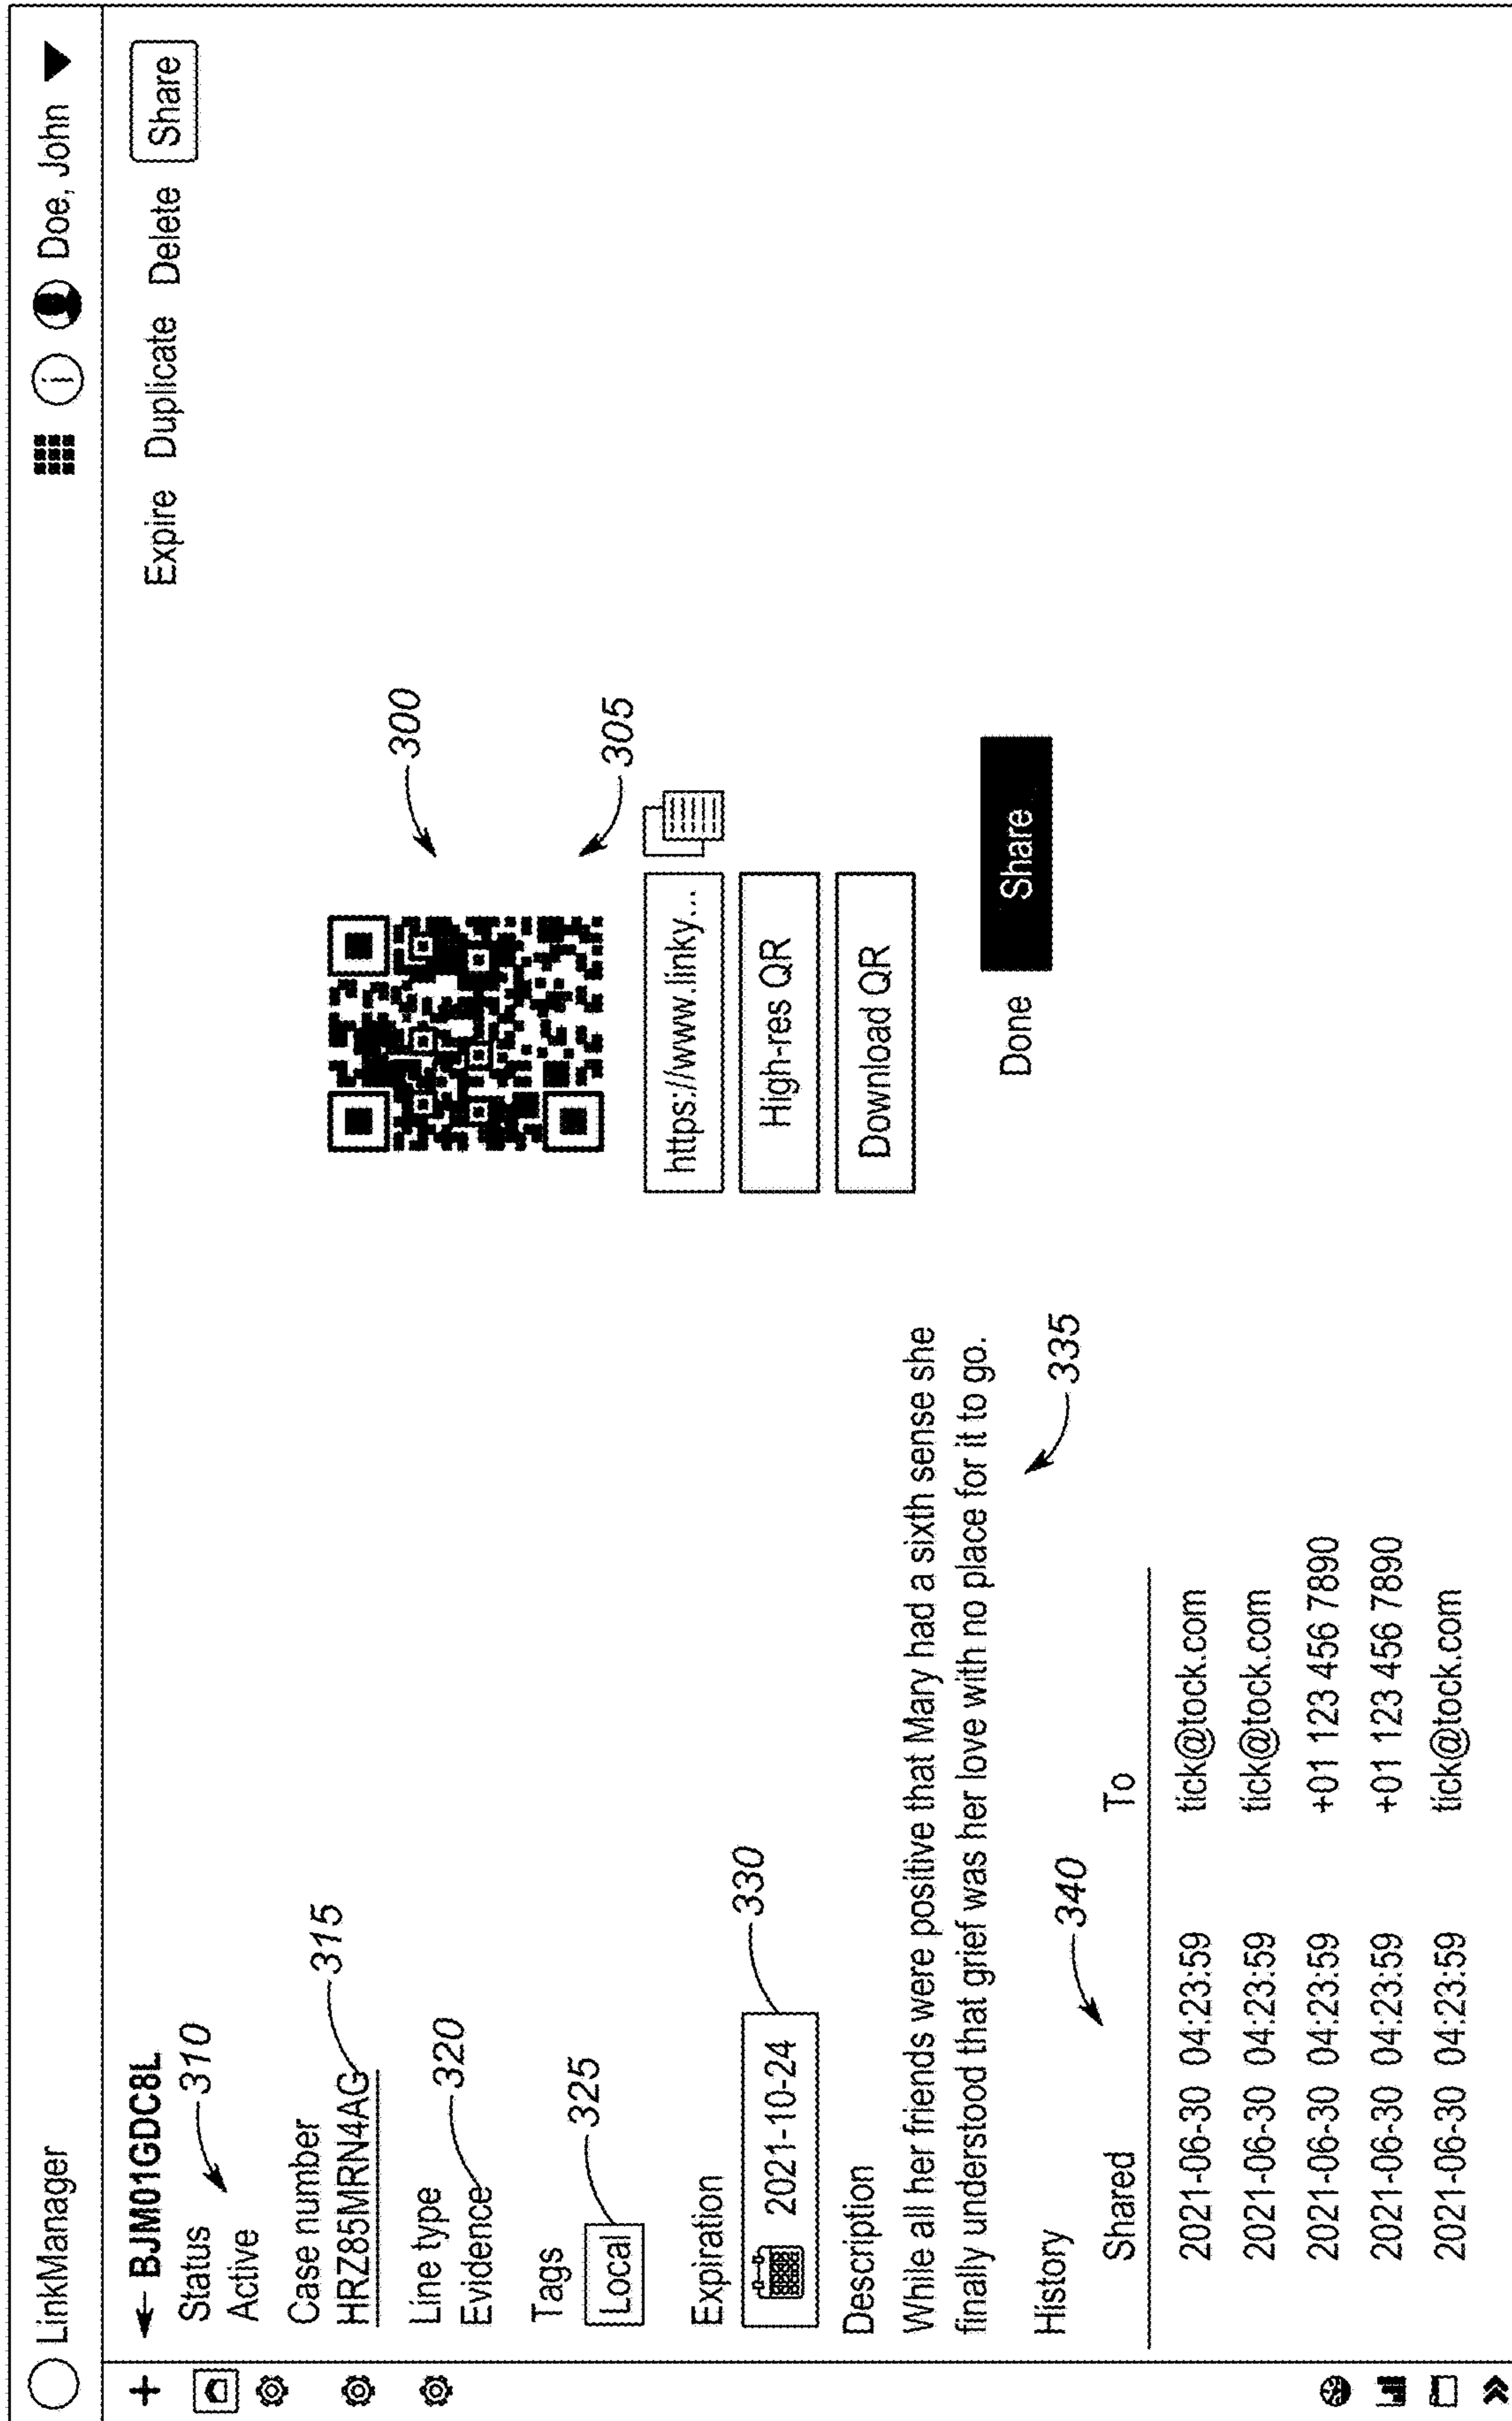 LinkManager
i
Doe, John
BJM01GDC8L
Expire Duplicate Delete Share
Status
310
Active
Case number
315
HRZ85MRN4AG
Line type
320
Evidence
Tags
325
Local
Expiration
330
2021-10-24
Description
While all her friends were positive that Mary had a sixth sense she
finally understood that grief was her love with no place for it to go.
335
History
340
Shared To
2021-06-30 04:23:59 tick@tock.com
2021-06-30 04:23:59 tick@tock.com
2021-06-30 04:23:59 +01 123 456 7890
2021-06-30 04:23:59 +01 123 456 7890
2021-06-30 04:23:59 tick@tock.com
300
305
https://www.linky...
High-res QR
Download QR
Done Share